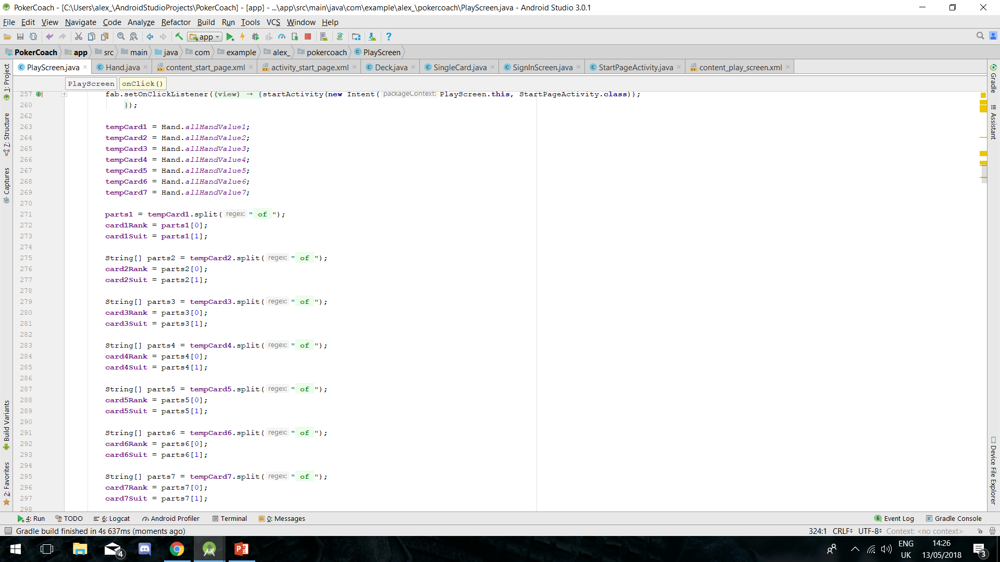 PokerCoach - [C:\Users\alex_\AndroidStudioProjects\PokerCoach] - [app] - ...\app\src\main\java\com\example\alex_\pokercoach\PlayScreen.java - Android Studio 3.0.1
File Edit View Navigate Code Analyze Refactor Build Run Tools VCS Window Help
app
PokerCoach app src main java com example alex_ pokercoach PlayScreen
PlayScreen.java Hand.java content_start_page.xml activity_start_page.xml Deck.java SingleCard.java SignInScreen.java StartPageActivity.java content_play_screen.xml
PlayScreen onClick()
257 fab.setOnClickListener((view) → {startActivity(new Intent( packageContext: PlayScreen.this, StartPageActivity.class));
260 });
262
263 tempCard1 = Hand.allHandValue1;
264 tempCard2 = Hand.allHandValue2;
265 tempCard3 = Hand.allHandValue3;
266 tempCard4 = Hand.allHandValue4;
267 tempCard5 = Hand.allHandValue5;
268 tempCard6 = Hand.allHandValue6;
269 tempCard7 = Hand.allHandValue7;
270
271 parts1 = tempCard1.split( regex: " of ");
272 card1Rank = parts1[0];
273 card1Suit = parts1[1];
274
275 String[] parts2 = tempCard2.split( regex: " of ");
276 card2Rank = parts2[0];
277 card2Suit = parts2[1];
278
279 String[] parts3 = tempCard3.split( regex: " of ");
280 card3Rank = parts3[0];
281 card3Suit = parts3[1];
282
283 String[] parts4 = tempCard4.split( regex: " of ");
284 card4Rank = parts4[0];
285 card4Suit = parts4[1];
286
287 String[] parts5 = tempCard5.split( regex: " of ");
288 card5Rank = parts5[0];
289 card5Suit = parts5[1];
290
291 String[] parts6 = tempCard6.split( regex: " of ");
292 card6Rank = parts6[0];
293 card6Suit = parts6[1];
294
295 String[] parts7 = tempCard7.split( regex: " of ");
296 card7Rank = parts7[0];
297 card7Suit = parts7[1];
298
1: Project
7: Structure
Captures
Build Variants
2: Favorites
Gradle
Assistant
Device File Explorer
4: Run TODO 6: Logcat Android Profiler Terminal 0: Messages 6 Event Log Gradle Console
Gradle build finished in 4s 637ms (moments ago) 324:1 CRLF UTF-8 Context: <no context>
4
ENG 14:26
UK 13/05/2018
3